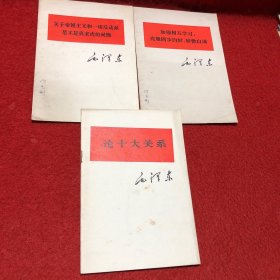 关于帝国主义和一切反动派
是不是真老虎的问题
毛泽东
加强相互学习，
克服固步自封、骄傲自满
毛泽东
论十大关系
毛泽东